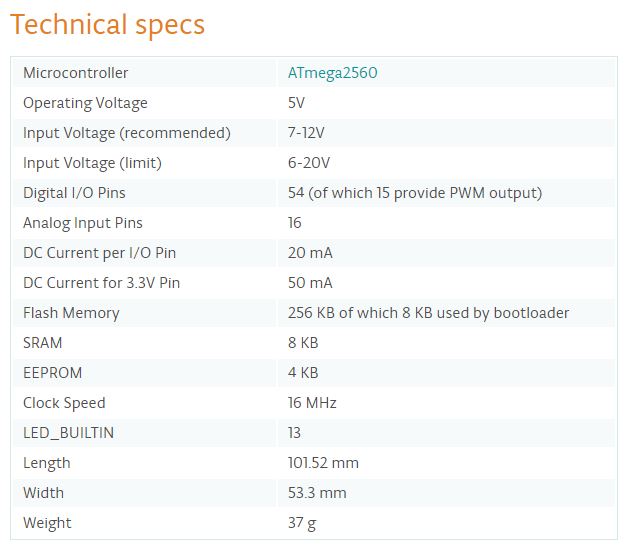 Technical specs
Microcontroller ATmega2560
Operating Voltage 5V
Input Voltage (recommended) 7-12V
Input Voltage (limit) 6-20V
Digital I/O Pins 54 (of which 15 provide PWM output)
Analog Input Pins 16
DC Current per I/O Pin 20 mA
DC Current for 3.3V Pin 50 mA
Flash Memory 256 KB of which 8 KB used by bootloader
SRAM 8 KB
EEPROM 4 KB
Clock Speed 16 MHz
LED_BUILTIN 13
Length 101.52 mm
Width 53.3 mm
Weight 37 g